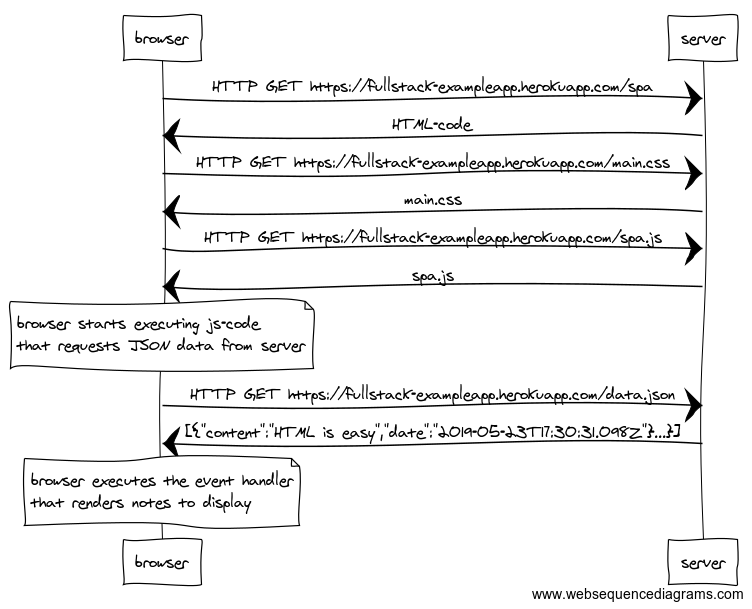 browser server
HTTP GET https://fullstack-exampleapp.herokuapp.com/spa
HTML-code
HTTP GET https://fullstack-exampleapp.herokuapp.com/main.css
main.css
HTTP GET https://fullstack-exampleapp.herokuapp.com/spa.js
spa.js
browser starts executing js-code
that requests JSON data from server
HTTP GET https://fullstack-exampleapp.herokuapp.com/data.json
[{"content":"HTML is easy","date":"2019-05-23T17:30:31.098Z"}...}]
browser executes the event handler
that renders notes to display
browser server
www.websequencediagrams.com